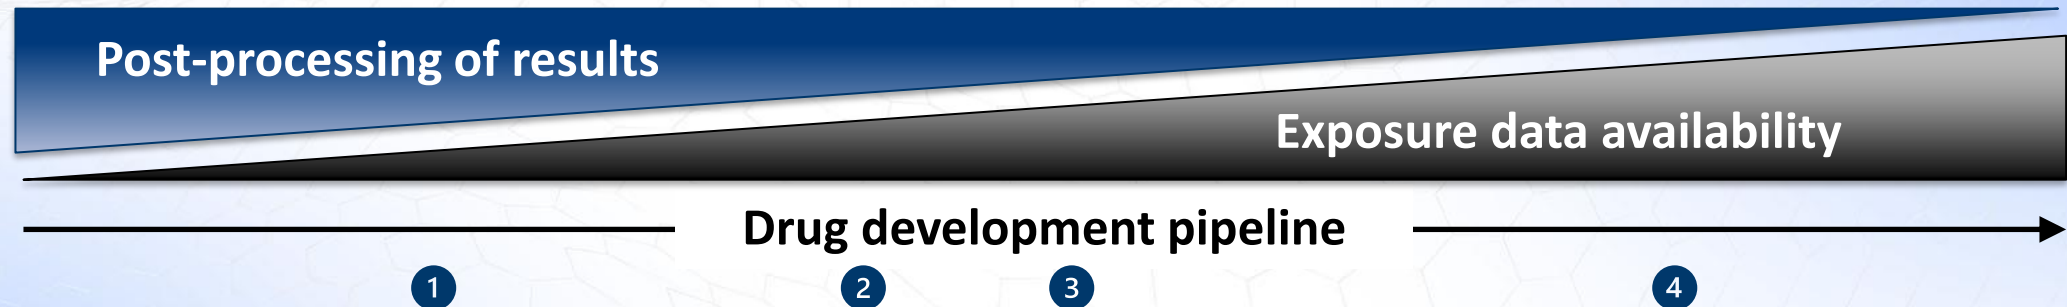 Post-processing of results
Exposure data availability
Drug development pipeline
1 2 3 4